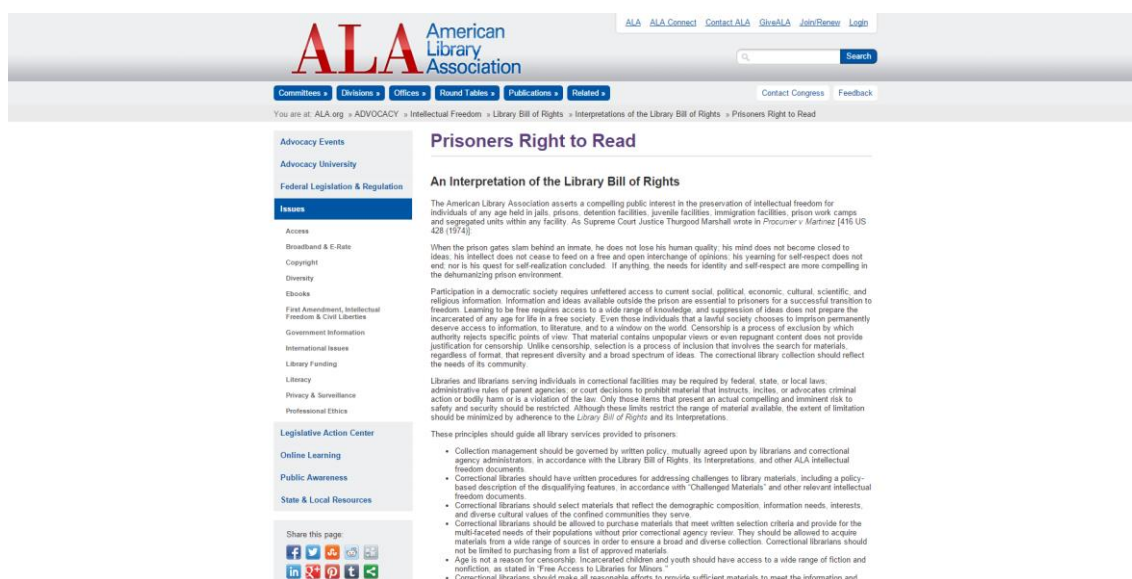 ALA American
Library
Association
ALA ALA Connect Contact ALA GiveALA Join/Renew Login
Search
Committees » Divisions » Offices » Round Tables » Publications » Related »
Contact Congress Feedback
You are at: ALA.org » ADVOCACY » Intellectual Freedom » Library Bill of Rights » Interpretations of the Library Bill of Rights » Prisoners Right to Read
Advocacy Events
Advocacy University
Federal Legislation & Regulation
Issues
Access
Broadband & E-Rate
Copyright
Diversity
Ebooks
First Amendment, Intellectual
Freedom & Civil Liberties
Government Information
International Issues
Library Funding
Literacy
Privacy & Surveillance
Professional Ethics
Legislative Action Center
Online Learning
Public Awareness
State & Local Resources
Share this page:
Prisoners Right to Read
An Interpretation of the Library Bill of Rights
The American Library Association asserts a compelling public interest in the preservation of intellectual freedom for
individuals of any age held in jails, prisons, detention facilities, juvenile facilities, immigration facilities, prison work camps
and segregated units within any facility. As Supreme Court Justice Thurgood Marshall wrote in Procunier v Martinez [416 US
428 (1974)]:
When the prison gates slam behind an inmate, he does not lose his human quality; his mind does not become closed to
ideas; his intellect does not cease to feed on a free and open interchange of opinions; his yearning for self-respect does not
end; nor is his quest for self-realization concluded. If anything, the needs for identity and self-respect are more compelling in
the dehumanizing prison environment.
Participation in a democratic society requires unfettered access to current social, political, economic, cultural, scientific, and
religious information. Information and ideas available outside the prison are essential to prisoners for a successful transition to
freedom. Learning to be free requires access to a wide range of knowledge, and suppression of ideas does not prepare the
incarcerated of any age for life in a free society. Even those individuals that a lawful society chooses to imprison permanently
deserve access to information, to literature, and to a window on the world. Censorship is a process of exclusion by which
authority rejects specific points of view. That material contains unpopular views or even repugnant content does not provide
justification for censorship. Unlike censorship, selection is a process of inclusion that involves the search for materials,
regardless of format, that represent diversity and a broad spectrum of ideas. The correctional library collection should reflect
the needs of its community.
Libraries and librarians serving individuals in correctional facilities may be required by federal, state, or local laws;
administrative rules of parent agencies; or court decisions to prohibit material that instructs, incites, or advocates criminal
action or bodily harm or is a violation of the law. Only those items that present an actual compelling and imminent risk to
safety and security should be restricted. Although these limits restrict the range of material available, the extent of limitation
should be minimized by adherence to the Library Bill of Rights and its Interpretations.
These principles should guide all library services provided to prisoners:
• Collection management should be governed by written policy, mutually agreed upon by librarians and correctional
agency administrators, in accordance with the Library Bill of Rights, its Interpretations, and other ALA intellectual
freedom documents.
• Correctional libraries should have written procedures for addressing challenges to library materials, including a policy-
based description of the disqualifying features, in accordance with "Challenged Materials" and other relevant intellectual
freedom documents.
• Correctional librarians should select materials that reflect the demographic composition, information needs, interests,
and diverse cultural values of the confined communities they serve.
• Correctional librarians should be allowed to purchase materials that meet written selection criteria and provide for the
multi-faceted needs of their populations without prior correctional agency review. They should be allowed to acquire
materials from a wide range of sources in order to ensure a broad and diverse collection. Correctional librarians should
not be limited to purchasing from a list of approved materials.
• Age is not a reason for censorship. Incarcerated children and youth should have access to a wide range of fiction and
nonfiction, as stated in "Free Access to Libraries for Minors."
• Correctional librarians should make all reasonable efforts to provide sufficient materials to meet the information and